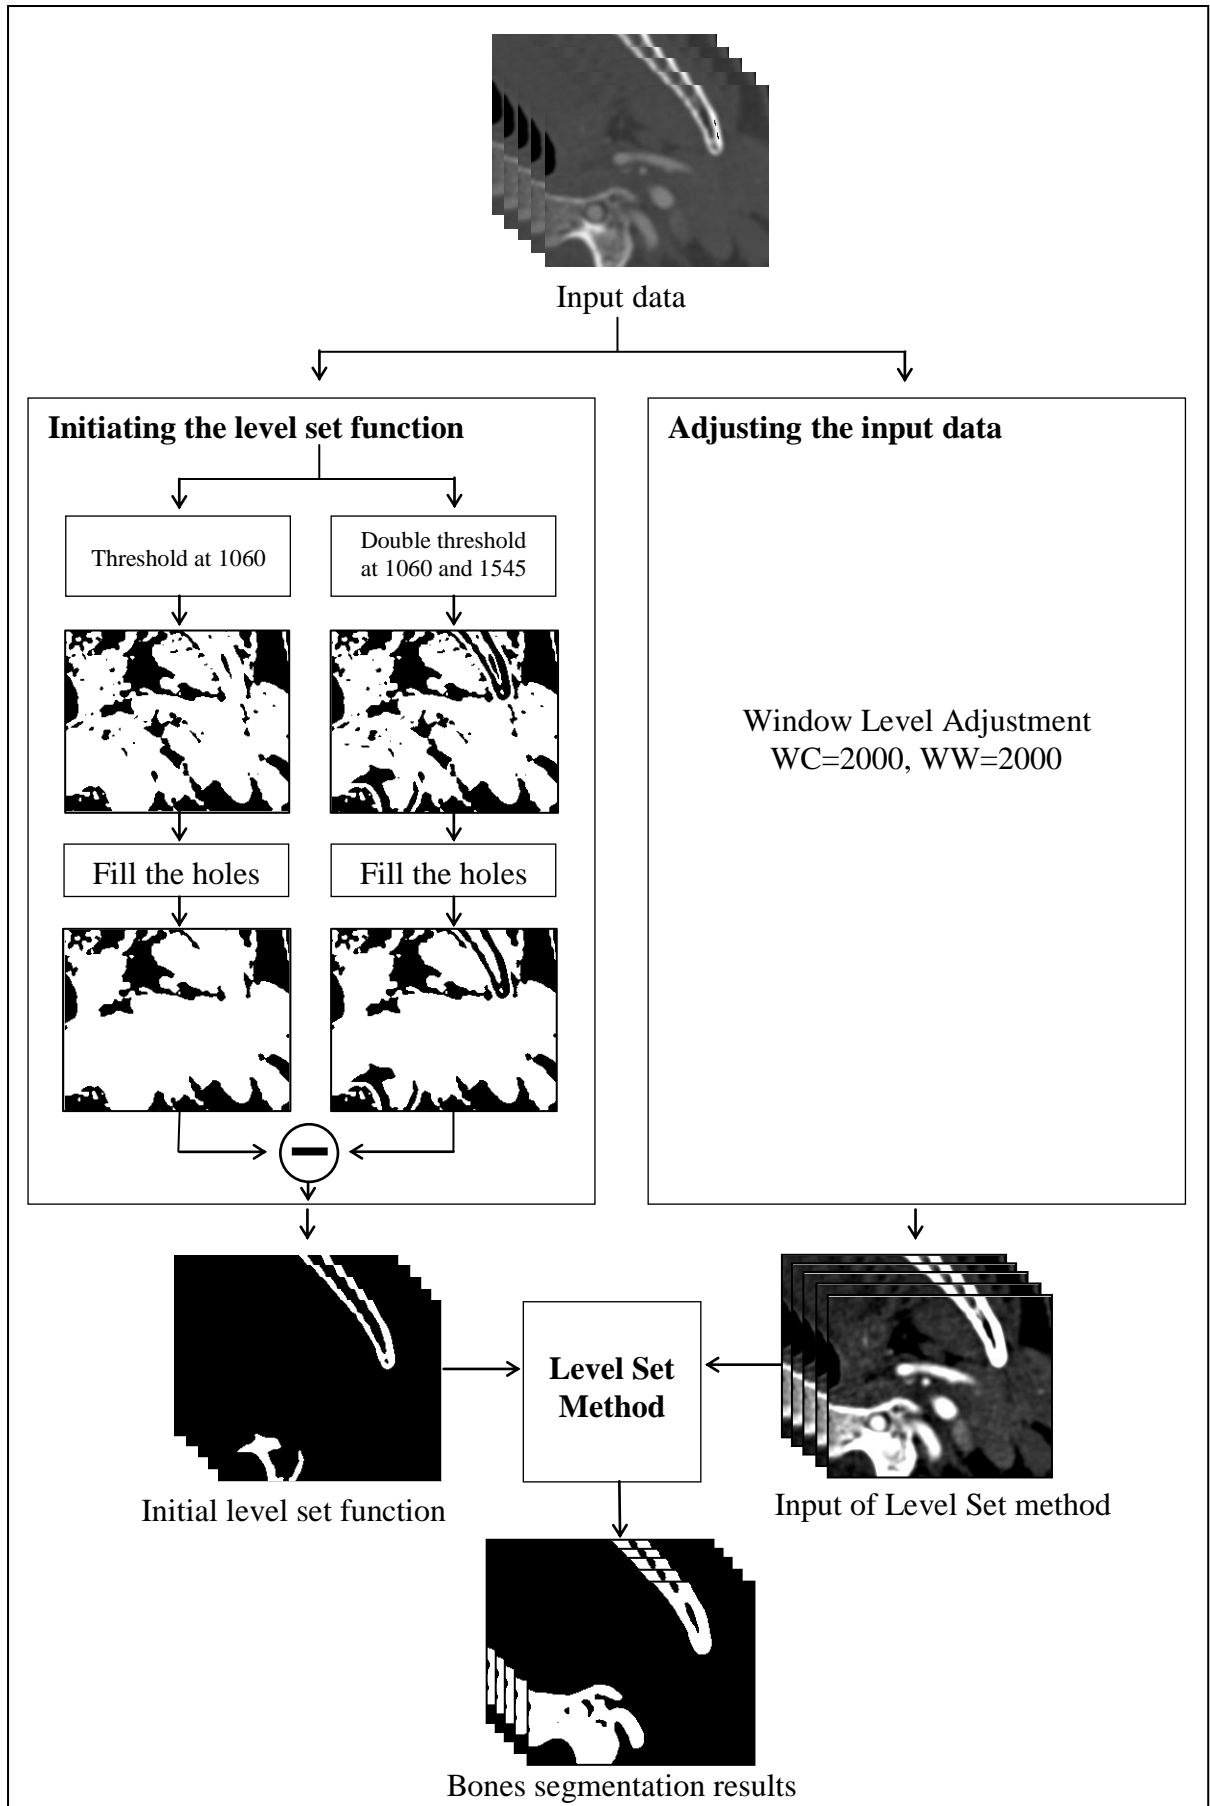 Input data
Initiating the level set function
Adjusting the input data
Threshold at 1060
Double threshold
at 1060 and 1545
Window Level Adjustment
WC=2000, WW=2000
Fill the holes
Fill the holes
Level Set
Method
Initial level set function
Input of Level Set method
Bones segmentation results